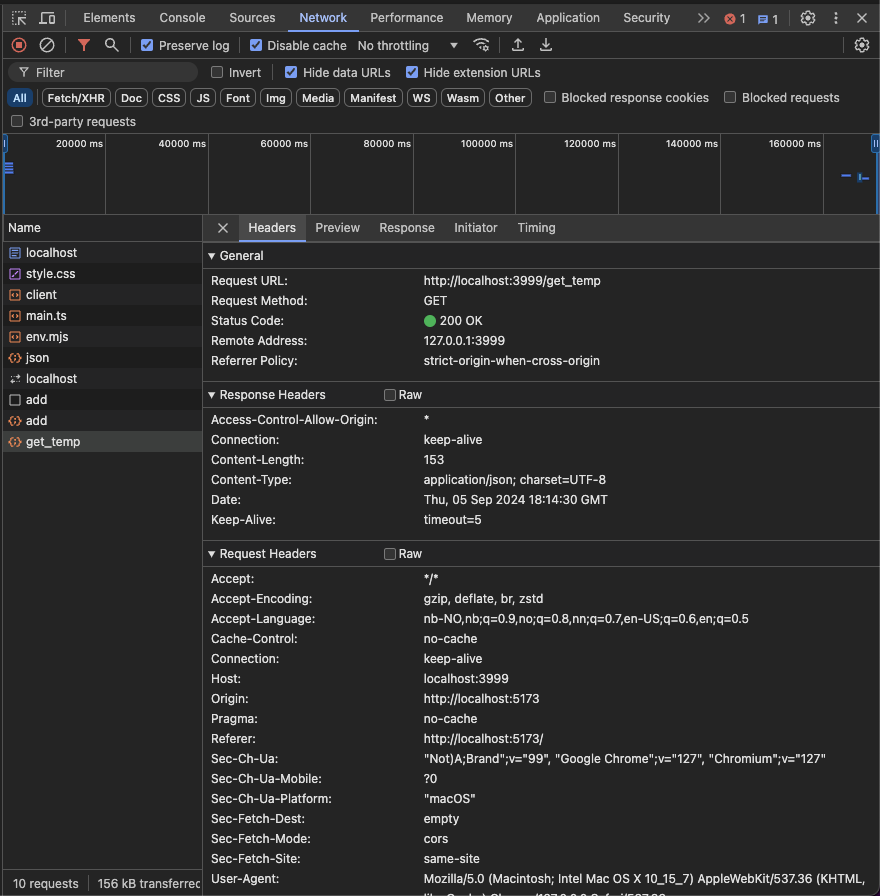 Elements Console Sources Network Performance Memory Application Security 1 1
Preserve log Disable cache No throttling
Filter Invert Hide data URLs Hide extension URLs
All Fetch/XHR Doc CSS JS Font Img Media Manifest WS Wasm Other Blocked response cookies Blocked requests
3rd-party requests
20000 ms 40000 ms 60000 ms 80000 ms 100000 ms 120000 ms 140000 ms 160000 ms
Name
localhost
style.css
client
main.ts
env.mjs
json
localhost
add
add
get_temp
10 requests 156 kB transferred
Headers Preview Response Initiator Timing
General
Request URL: http://localhost:3999/get_temp
Request Method: GET
Status Code: 200 OK
Remote Address: 127.0.0.1:3999
Referrer Policy: strict-origin-when-cross-origin
Response Headers Raw
Access-Control-Allow-Origin: *
Connection: keep-alive
Content-Length: 153
Content-Type: application/json; charset=UTF-8
Date: Thu, 05 Sep 2024 18:14:30 GMT
Keep-Alive: timeout=5
Request Headers Raw
Accept: */*
Accept-Encoding: gzip, deflate, br, zstd
Accept-Language: nb-NO,nb;q=0.9,no;q=0.8,nn;q=0.7,en-US;q=0.6,en;q=0.5
Cache-Control: no-cache
Connection: keep-alive
Host: localhost:3999
Origin: http://localhost:5173
Pragma: no-cache
Referer: http://localhost:5173/
Sec-Ch-Ua: "Not)A;Brand";v="99", "Google Chrome";v="127", "Chromium";v="127"
Sec-Ch-Ua-Mobile: ?0
Sec-Ch-Ua-Platform: "macOS"
Sec-Fetch-Dest: empty
Sec-Fetch-Mode: cors
Sec-Fetch-Site: same-site
User-Agent: Mozilla/5.0 (Macintosh; Intel Mac OS X 10_15_7) AppleWebKit/537.36 (KHTML,